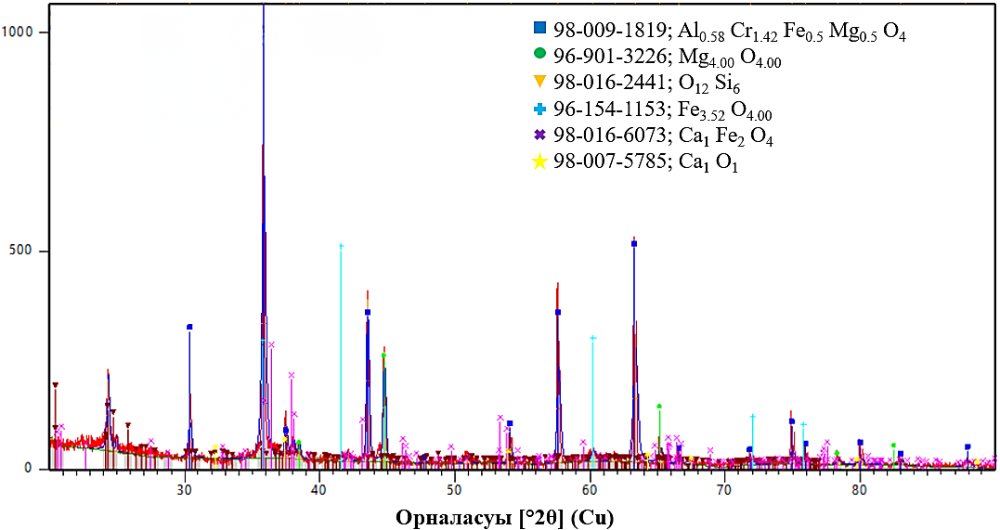 1000
500
0
98-009-1819; Al0.58 Cr1.42 Fe0.5 Mg0.5 O4
96-901-3226; Mg4.00 O4.00
98-016-2441; O12 Si6
96-154-1153; Fe3.52 O4.00
98-016-6073; Ca1 Fe2 O4
98-007-5785; Ca1 O1
30 40 50 60 70 80
Орналасуы [°2θ] (Cu)